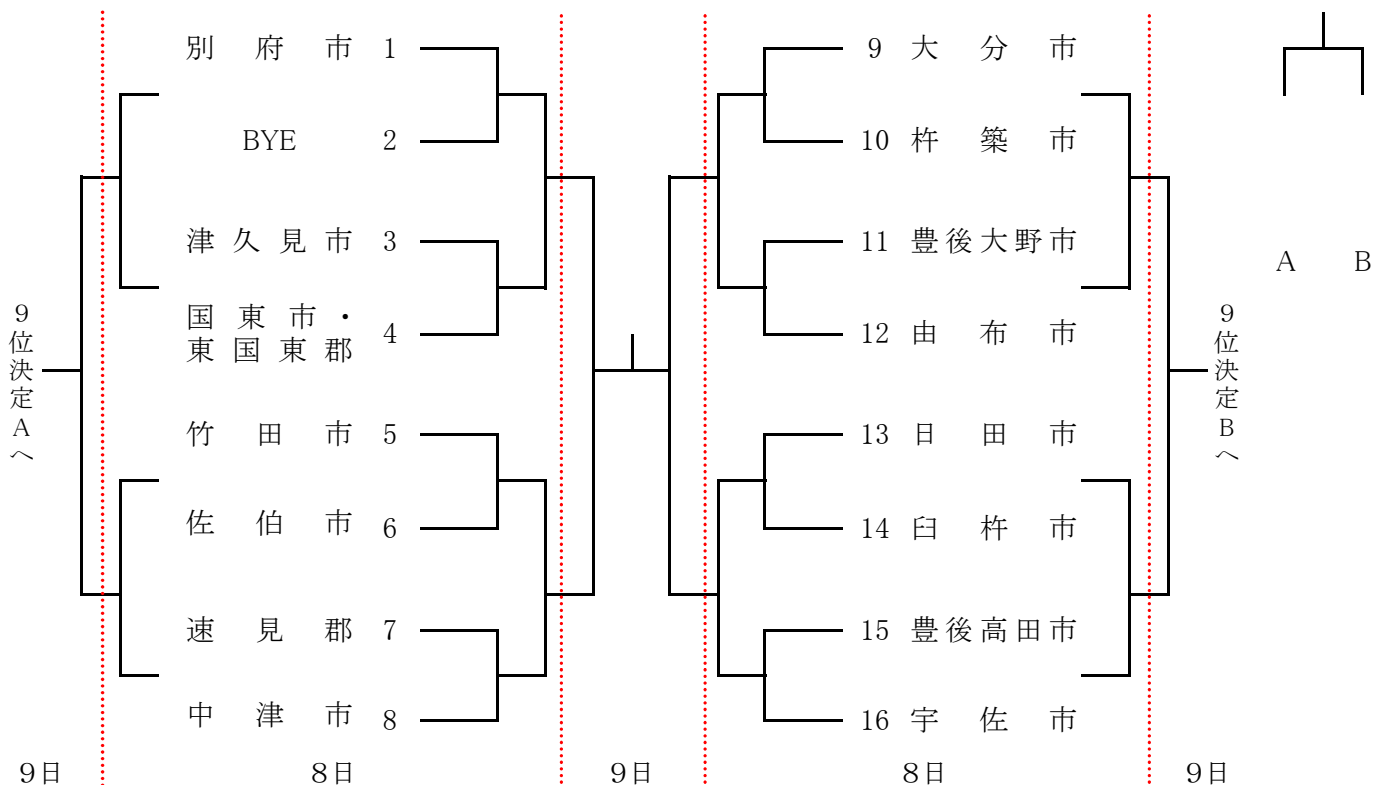 別府市 1
BYE 2
津久見市 3
国東市・
東国東郡 4
竹田市 5
佐伯市 6
速見郡 7
中津市 8
9位決定Aへ
9 大分市
10 杵築市
11 豊後大野市
12 由布市
13 日田市
14 臼杵市
15 豊後高田市
16 宇佐市
9位決定Bへ
A B
9日 8日 9日 8日 9日